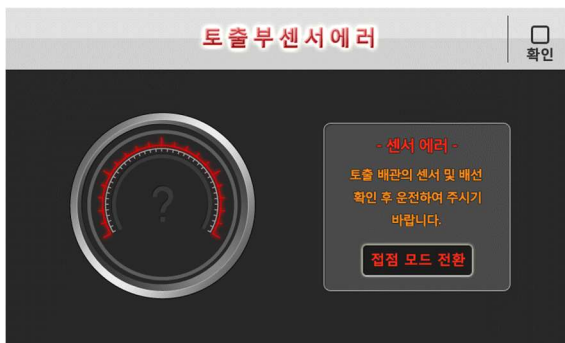 토출부센서에러
확인
?
- 센서 에러 -
토출 배관의 센서 및 배선
확인 후 운전하여 주시기
바랍니다.
접점 모드 전환